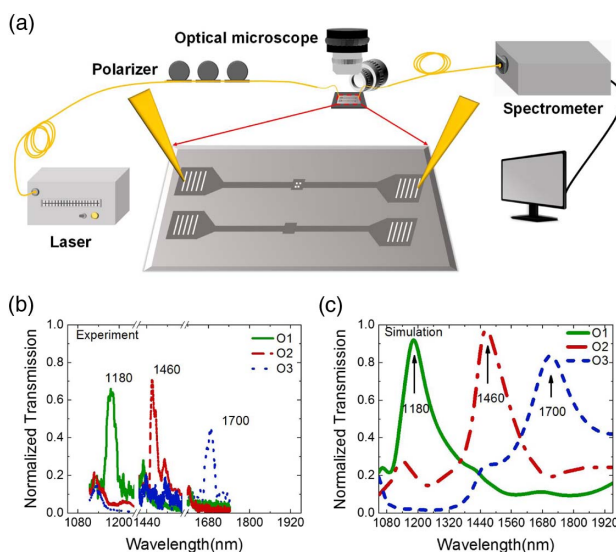 (a)
Optical microscope
Polarizer
Spectrometer
Laser
(b)
Normalized Transmission
1.0
0.8
0.6
0.4
0.2
0.0
Experiment
O1
O2
O3
1180
1460
1700
1080 1200 1440 1680 1920
Wavelength(nm)
(c)
Normalized Transmission
1.0
0.8
0.6
0.4
0.2
0.0
Simulation
O1
O2
O3
1180
1460
1700
1080 1200 1320 1440 1560 1680 1800 1920
Wavelength(nm)